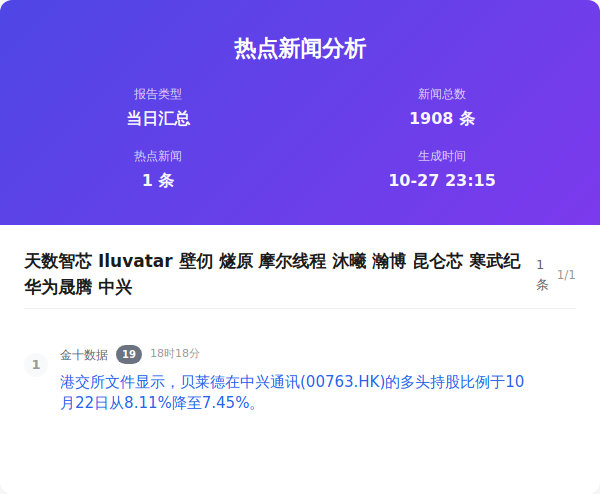 热点新闻分析
报告类型
新闻总数
当日汇总
1908 条
热点新闻
生成时间
1 条
10-27 23:15
天数智芯 Iluvatar 壁仞 燧原 摩尔线程 沐曦 瀚博 昆仑芯 寒武纪
华为晟腾 中兴
1
条
1/1
1
金十数据 19 18时18分
港交所文件显示，贝莱德在中兴通讯(00763.HK)的多头持股比例于10
月22日从8.11%降至7.45%。